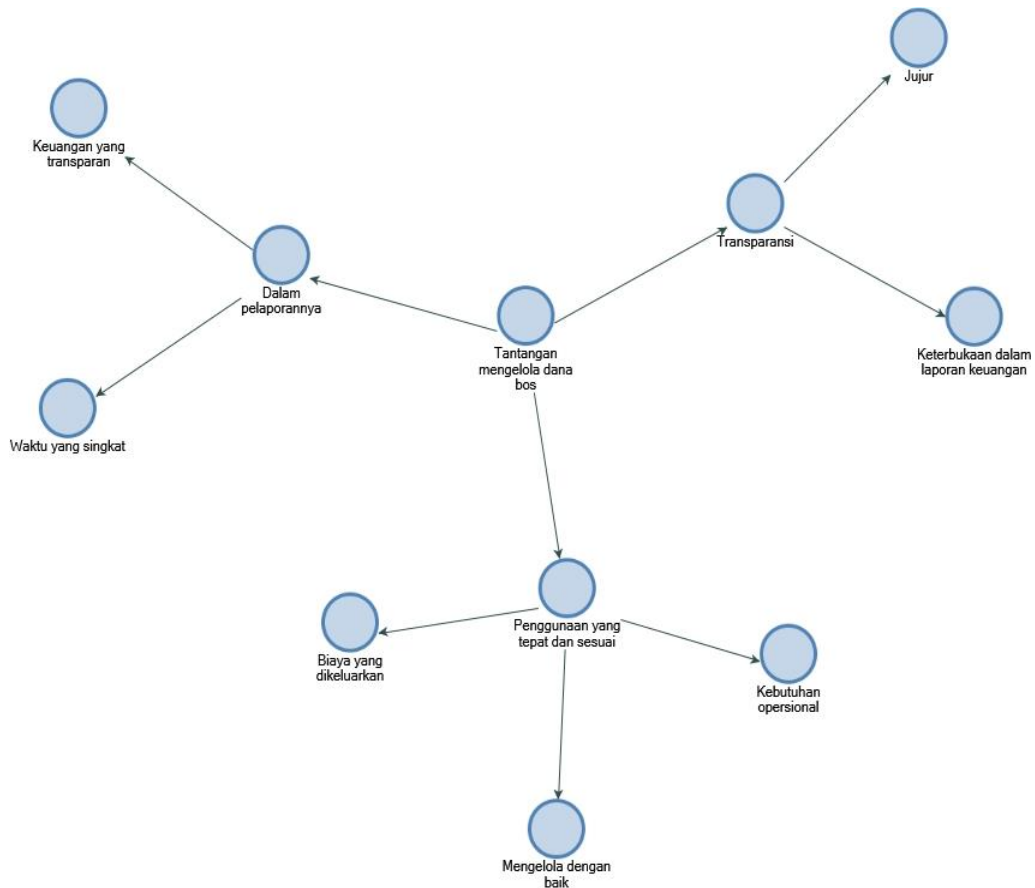 Jujur
Keuangan yang
transparan
Transparansi
Dalam
pelaporannya
Tantangan
mengelola dana
bos
Keterbukaan dalam
laporan keuangan
Waktu yang singkat
Penggunaan yang
tepat dan sesuai
Biaya yang
dikeluarkan
Kebutuhan
opersional
Mengelola dengan
baik